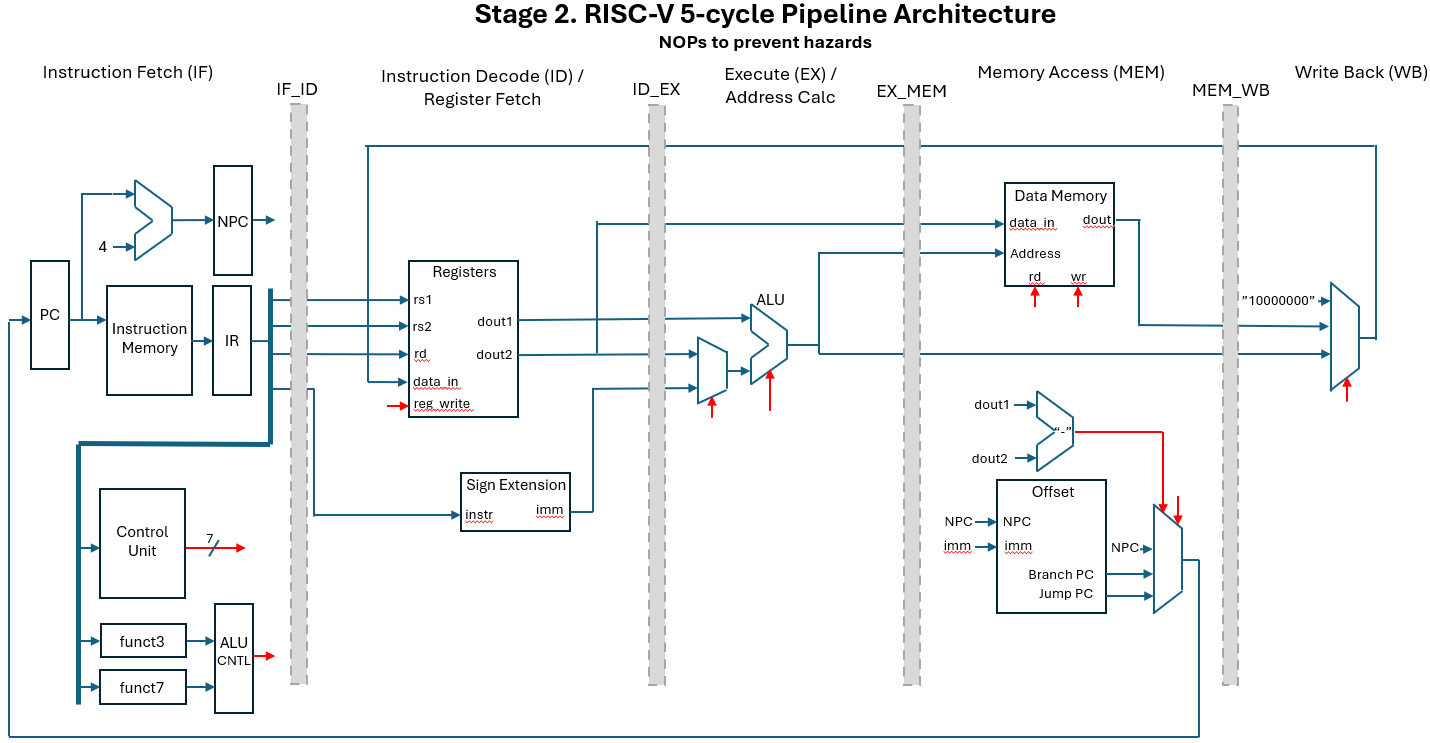 Stage 2. RISC-V 5-cycle Pipeline Architecture
NOPs to prevent hazards
Instruction Fetch (IF)
IF_ID
Instruction Decode (ID) /
Register Fetch
ID_EX
Execute (EX) /
Address Calc
EX_MEM
Memory Access (MEM)
MEM_WB
Write Back (WB)
NPC
4
PC
Instruction
Memory
IR
Registers
rs1
rs2
rd
data_in
reg_write
dout1
dout2
ALU
Data Memory
data_in
dout
Address
rd
wr
”10000000”
Sign Extension
instr
imm
dout1
“-”
dout2
Offset
NPC
NPC
imm
imm
NPC
Branch PC
Jump PC
Control
Unit
7
funct3
funct7
ALU
CNTL